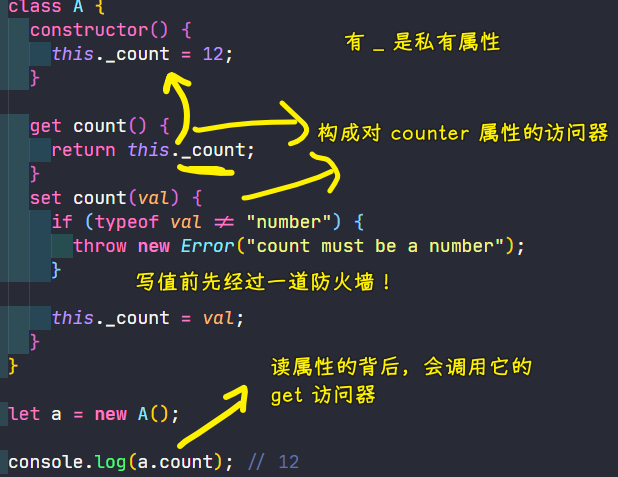 class A {
constructor() {
有 _ 是私有属性
this._count = 12;
}
get count() {
构成对 counter 属性的访问器
return this._count;
}
set count(val) {
if (typeof val ≠ "number") {
throw new Error("count must be a number");
}
写值前先经过一道防火墙！
this._count = val;
}
}
读属性的背后，会调用它的
get 访问器
let a = new A();
console.log(a.count); // 12